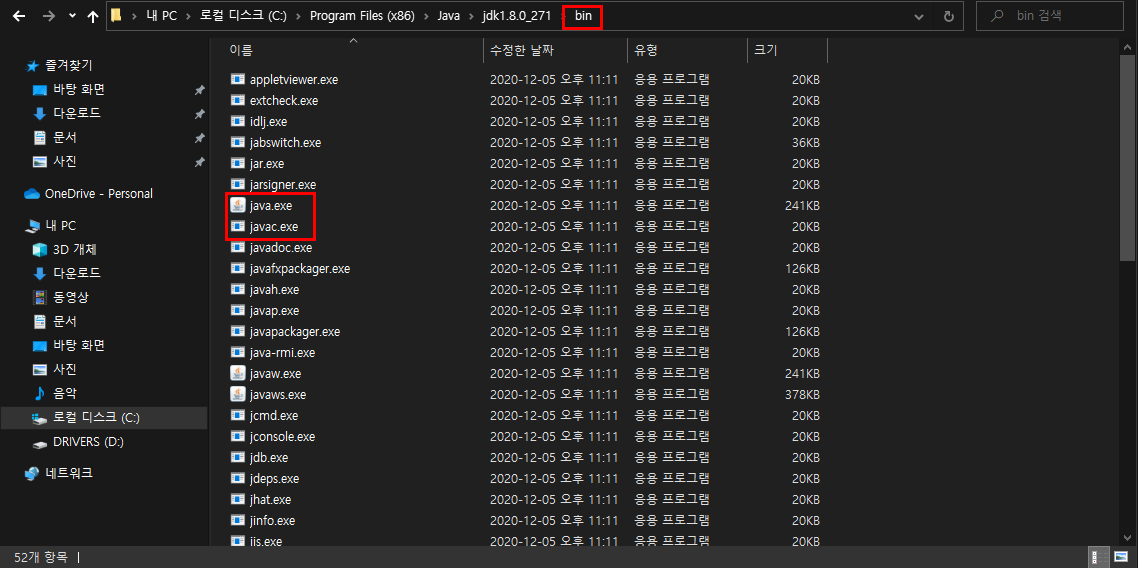 내 PC > 로컬 디스크 (C:) > Program Files (x86) > Java > jdk1.8.0_271 > bin
bin 검색
이름 수정한 날짜 유형 크기
즐겨찾기
바탕 화면
다운로드
문서
사진
OneDrive - Personal
내 PC
3D 개체
다운로드
동영상
문서
바탕 화면
사진
음악
로컬 디스크 (C:)
DRIVERS (D:)
네트워크
appletviewer.exe 2020-12-05 오후 11:11 응용 프로그램 20KB
extcheck.exe 2020-12-05 오후 11:11 응용 프로그램 20KB
idlj.exe 2020-12-05 오후 11:11 응용 프로그램 20KB
jabswitch.exe 2020-12-05 오후 11:11 응용 프로그램 36KB
jar.exe 2020-12-05 오후 11:11 응용 프로그램 20KB
jarsigner.exe 2020-12-05 오후 11:11 응용 프로그램 20KB
java.exe 2020-12-05 오후 11:11 응용 프로그램 241KB
javac.exe 2020-12-05 오후 11:11 응용 프로그램 20KB
javadoc.exe 2020-12-05 오후 11:11 응용 프로그램 20KB
javafxpackager.exe 2020-12-05 오후 11:11 응용 프로그램 126KB
javah.exe 2020-12-05 오후 11:11 응용 프로그램 20KB
javap.exe 2020-12-05 오후 11:11 응용 프로그램 20KB
javapackager.exe 2020-12-05 오후 11:11 응용 프로그램 126KB
java-rmi.exe 2020-12-05 오후 11:11 응용 프로그램 20KB
javaw.exe 2020-12-05 오후 11:11 응용 프로그램 241KB
javaws.exe 2020-12-05 오후 11:11 응용 프로그램 378KB
jcmd.exe 2020-12-05 오후 11:11 응용 프로그램 20KB
jconsole.exe 2020-12-05 오후 11:11 응용 프로그램 20KB
jdb.exe 2020-12-05 오후 11:11 응용 프로그램 20KB
jdeps.exe 2020-12-05 오후 11:11 응용 프로그램 20KB
jhat.exe 2020-12-05 오후 11:11 응용 프로그램 20KB
jinfo.exe 2020-12-05 오후 11:11 응용 프로그램 20KB
jjs.exe 2020-12-05 오후 11:11 응용 프로그램 20KB
52개 항목